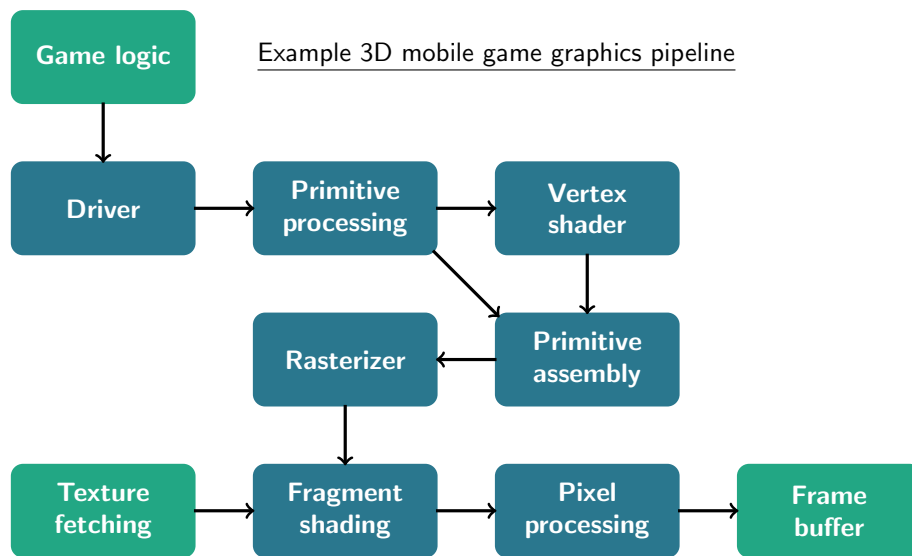 Game logic
Example 3D mobile game graphics pipeline
Driver
Primitive
processing
Vertex
shader
Rasterizer
Primitive
assembly
Texture
fetching
Fragment
shading
Pixel
processing
Frame
buffer